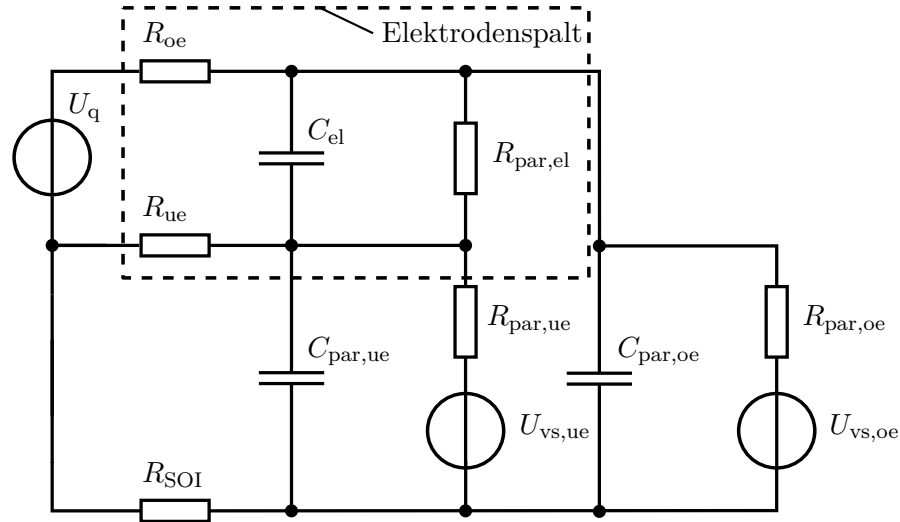 R_oe
Elektrodenspalt
U_q
C_el
R_par,el
R_ue
R_par,ue
R_par,oe
C_par,ue
C_par,oe
U_vs,ue
U_vs,oe
R_SOI